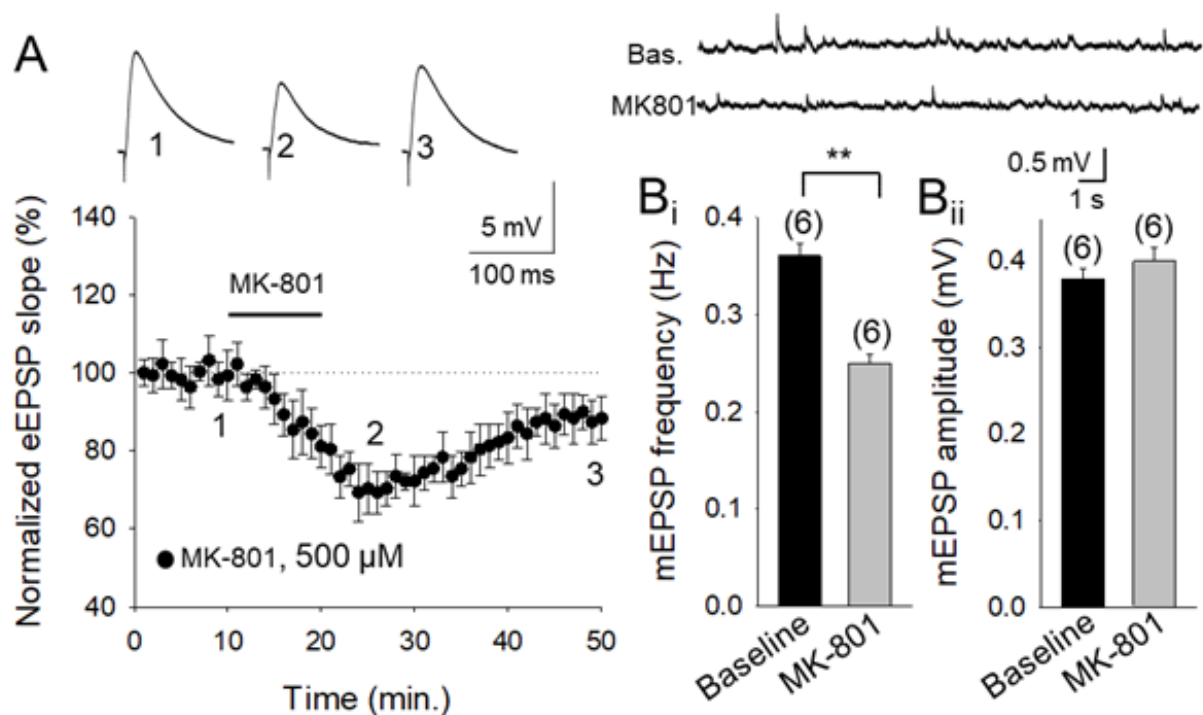 A
1
2
3
5 mV
100 ms
Normalized eEPSP slope (%)
140
120
100
80
60
40
MK-801
1
2
3
MK-801, 500 µM
0
10
20
30
40
50
Time (min.)
Bas.
MK801
0.5 mV
1 s
Bi
**
mEPSP frequency (Hz)
0.4
0.3
0.2
0.1
0.0
(6)
(6)
Baseline
MK-801
Bii
mEPSP amplitude (mV)
0.4
0.3
0.2
0.1
0.0
(6)
(6)
Baseline
MK-801